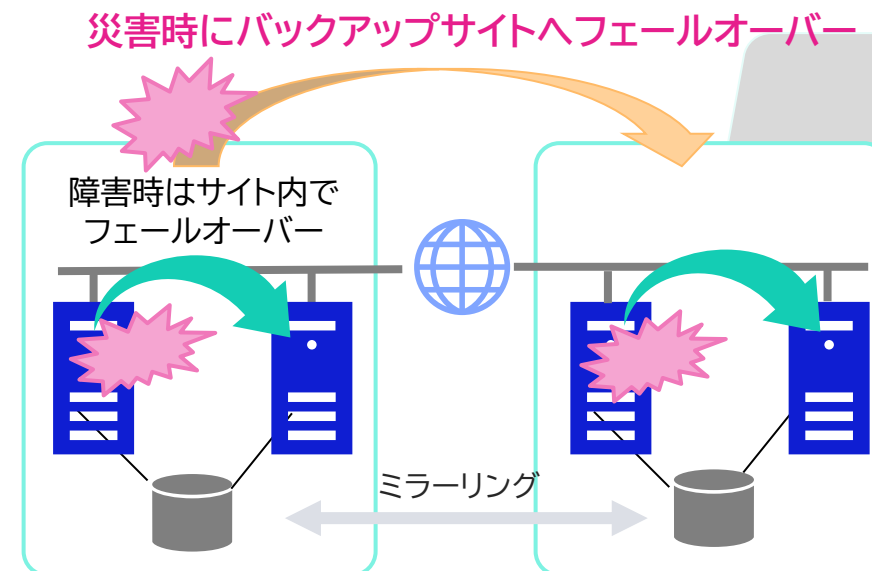 災害時にバックアップサイトへフェールオーバー
障害時はサイト内で
フェールオーバー
ミラーリング